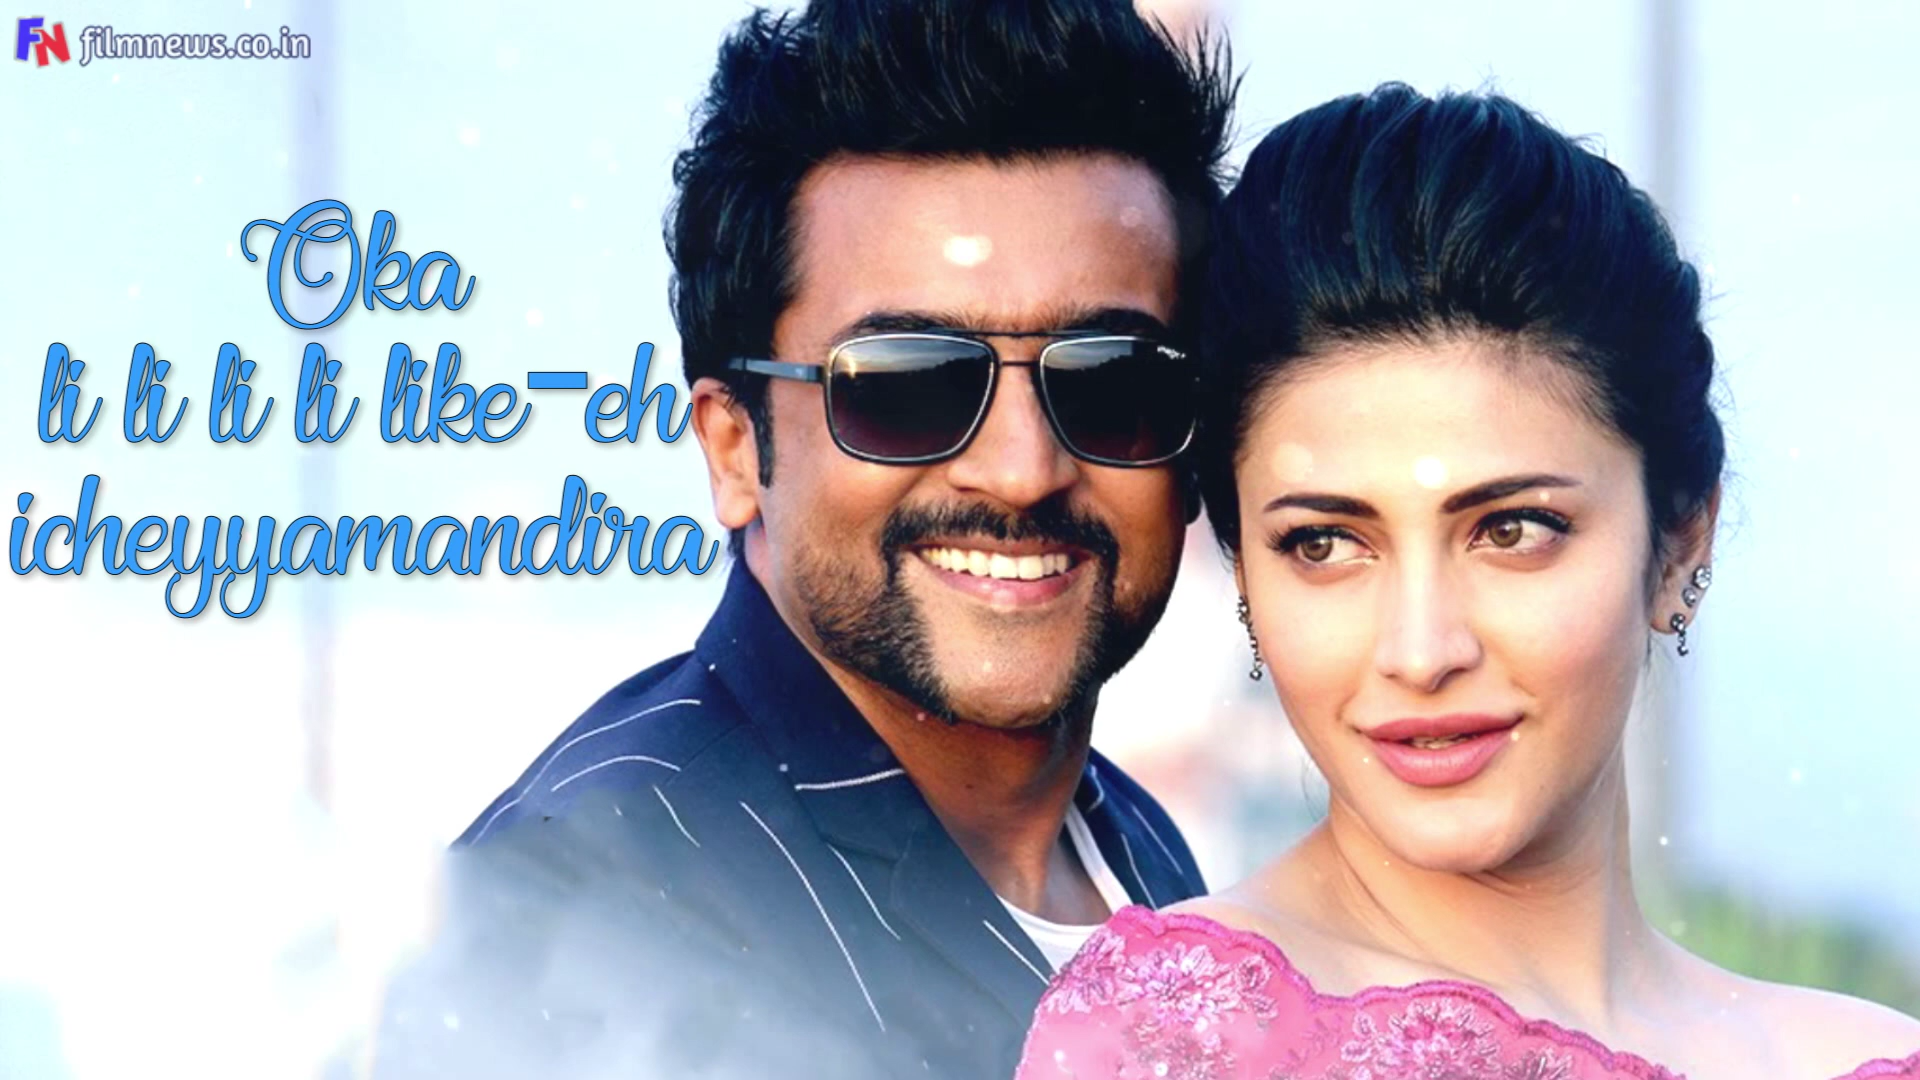 FN filmnews.co.in
Oka
li li li li like-eh
icheyyamandira